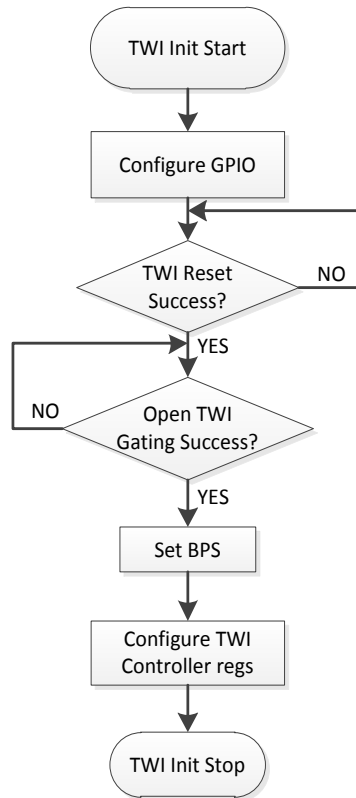 TWI Init Start
Configure GPIO
TWI Reset
Success?
NO
YES
NO
Open TWI
Gating Success?
YES
Set BPS
Configure TWI
Controller regs
TWI Init Stop